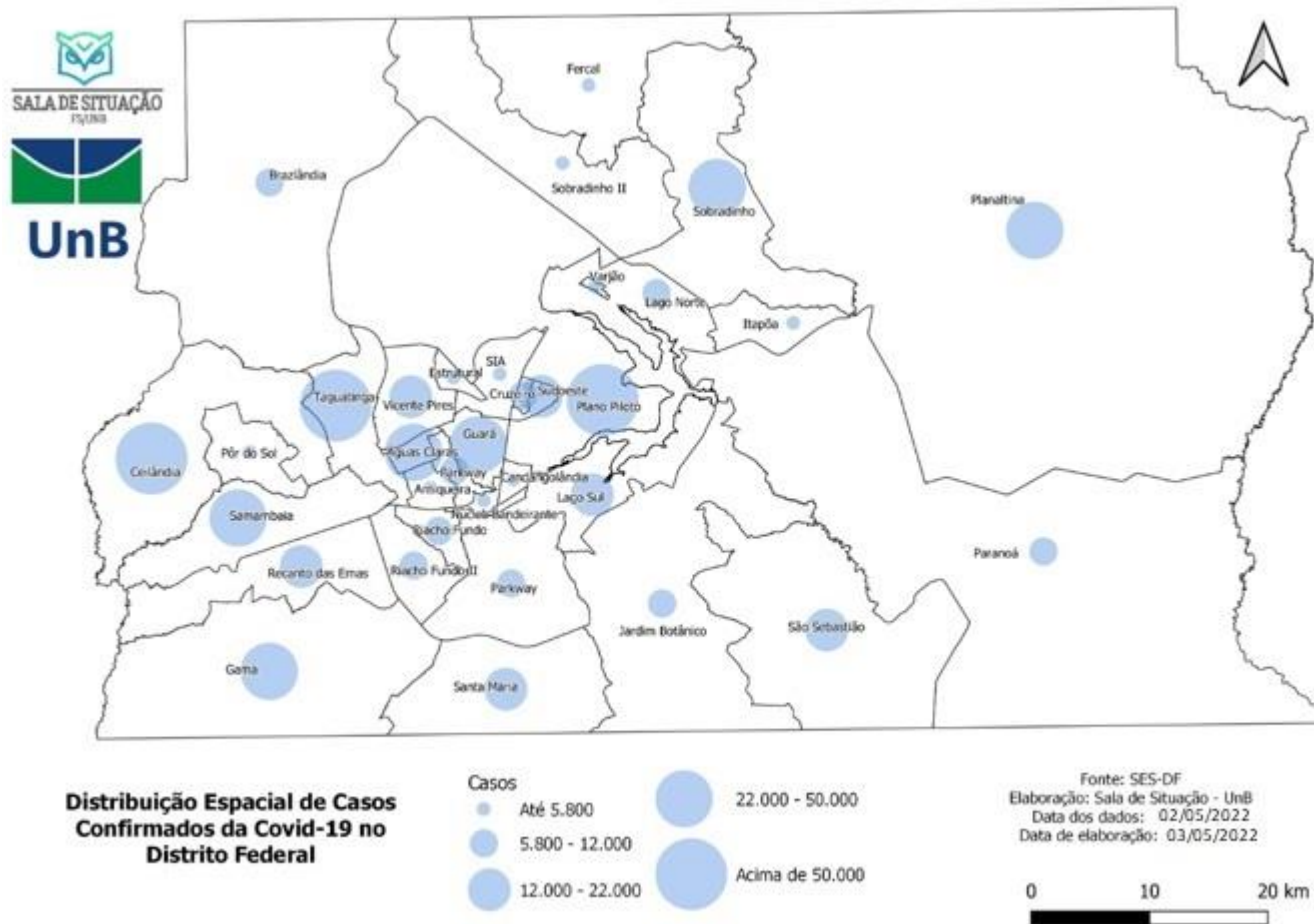 SALA DE SITUAÇÃO
FS/UNB
UnB
Fercal
Brazlândia
Sobradinho II
Sobradinho
Planaltina
Varjão
Lago Norte
Itapôa
SIA
Estrutural
Taguatinga
Vicente Pires
Cruzeiro
Sudoeste
Plano Piloto
Guará
Aguas Claras
Pôr do Sol
Ceilândia
Parkway
Candangolândia
Lago Sul
Samambaia
Núcleo Bandeirante
Riacho Fundo
Recanto das Emas
Riacho Fundo II
Parkway
Paranoá
Jardim Botânico
São Sebastião
Gama
Santa Maria
Distribuição Espacial de Casos
Confirmados da Covid-19 no
Distrito Federal
Casos
Até 5.800
5.800 - 12.000
12.000 - 22.000
22.000 - 50.000
Acima de 50.000
Fonte: SES-DF
Elaboração: Sala de Situação - UnB
Data dos dados: 02/05/2022
Data de elaboração: 03/05/2022
0 10 20 km